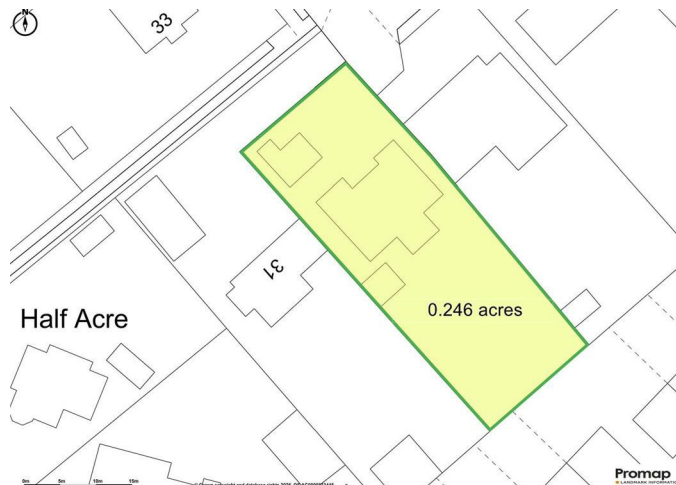 N
33
31
Half Acre
0.246 acres
0m 5m 10m 15m
Promap
LANDMARK INFORMATION